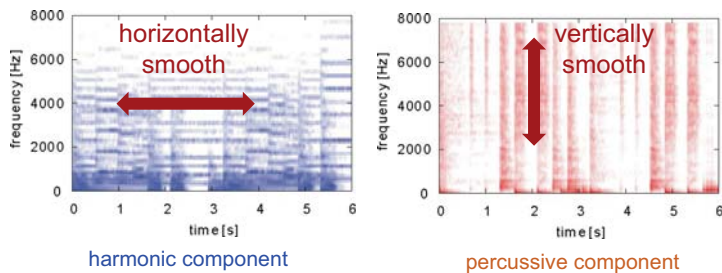 8000
6000
4000
2000
0
frequency [Hz]
horizontally
smooth
0 1 2 3 4 5 6
time [s]
harmonic component
8000
6000
4000
2000
0
frequency [Hz]
vertically
smooth
0 1 2 3 4 5 6
time [s]
percussive component